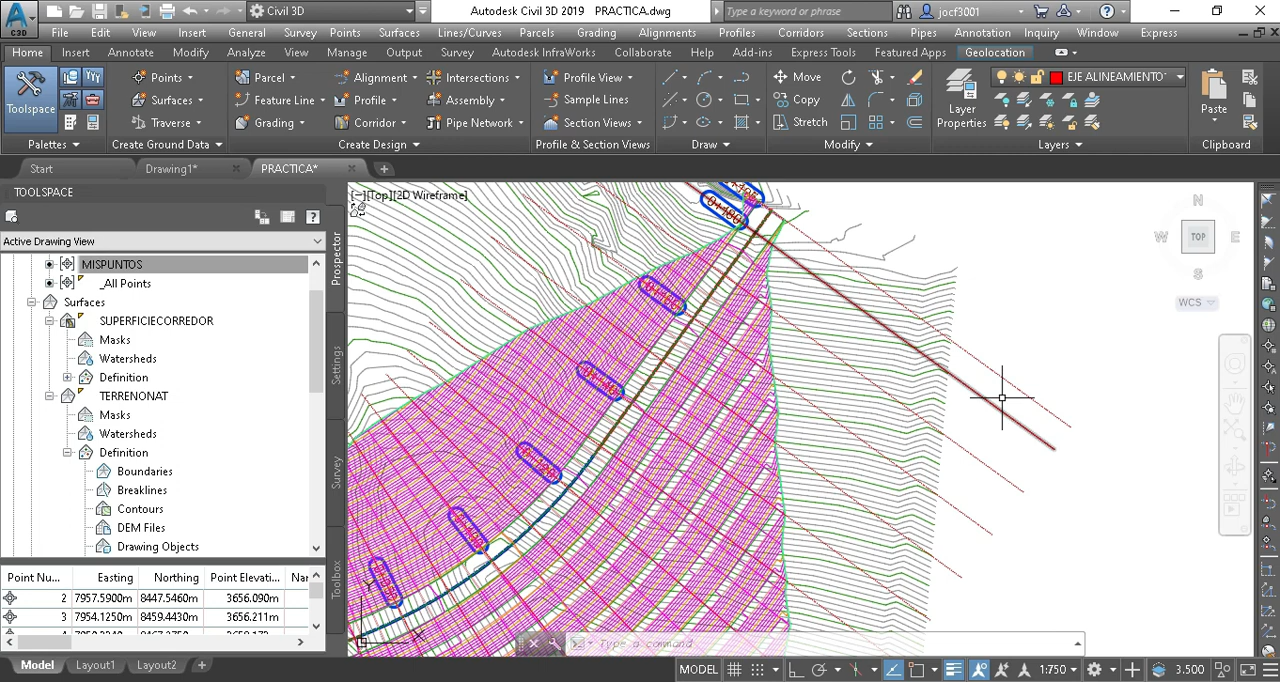 C3D
Civil 3D
Autodesk Civil 3D 2019 PRACTICA.dwg
Type a keyword or phrase
jocf3001
File Edit View Insert General Survey Points Surfaces Lines/Curves Parcels Grading Alignments Profiles Corridors Sections Pipes Annotation Inquiry Window Express
Home Insert Annotate Modify Analyze View Manage Output Survey Autodesk InfraWorks Collaborate Help Add-ins Express Tools Featured Apps Geolocation
Points Parcel Alignment Intersections Profile View Move EJE ALINEAMIENTO
Toolspace Surfaces Feature Line Profile Assembly Sample Lines Copy Layer Properties Paste
Traverse Grading Corridor Pipe Network Section Views Stretch
Palettes Create Ground Data Create Design Profile & Section Views Draw Modify Layers Clipboard
Start Drawing1* PRACTICA*
TOOLSPACE
[−][Top][2D Wireframe]
Active Drawing View
N
W TOP E
S
WCS
Prospector
Settings
Survey
Toolbox
MISPUNTOS
_All Points
Surfaces
SUPERFICIECORREDOR
Masks
Watersheds
Definition
TERRENONAT
Masks
Watersheds
Definition
Boundaries
Breaklines
Contours
DEM Files
Drawing Objects
0+180
Point Nu... Easting Northing Point Elevati... Nar
2 7957.5900m 8447.5460m 3656.090m
3 7954.1250m 8459.4430m 3656.211m
Y
X
Type a command
Model Layout1 Layout2
MODEL 1:750 3.500